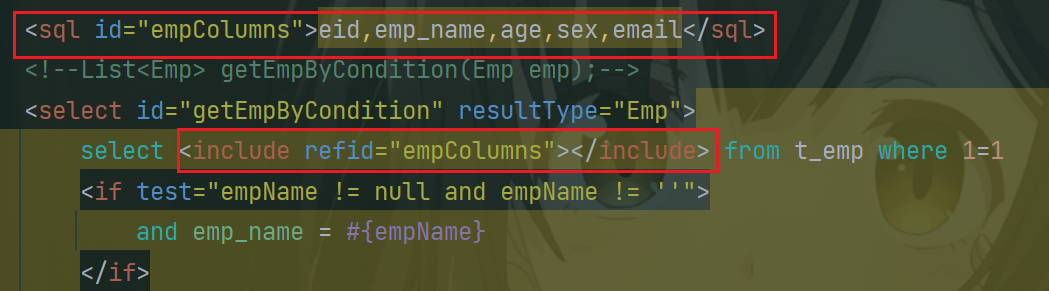 <sql id="empColumns">eid,emp_name,age,sex,email</sql>
<!--List<Emp> getEmpByCondition(Emp emp);-->
<select id="getEmpByCondition" resultType="Emp">
select <include refid="empColumns"></include> from t_emp where 1=1
<if test="empName != null and empName != ''">
and emp_name = #{empName}
</if>